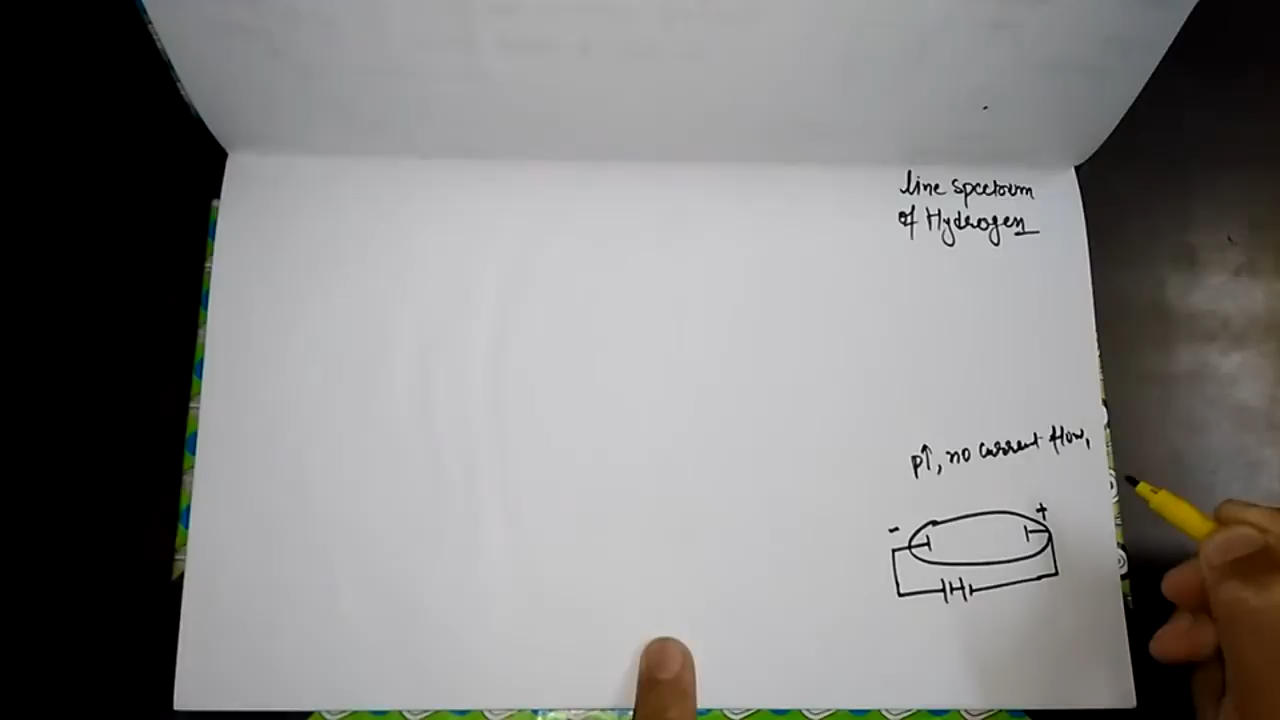 line spectrum
of Hydrogen
P↑, no current flow,
- +